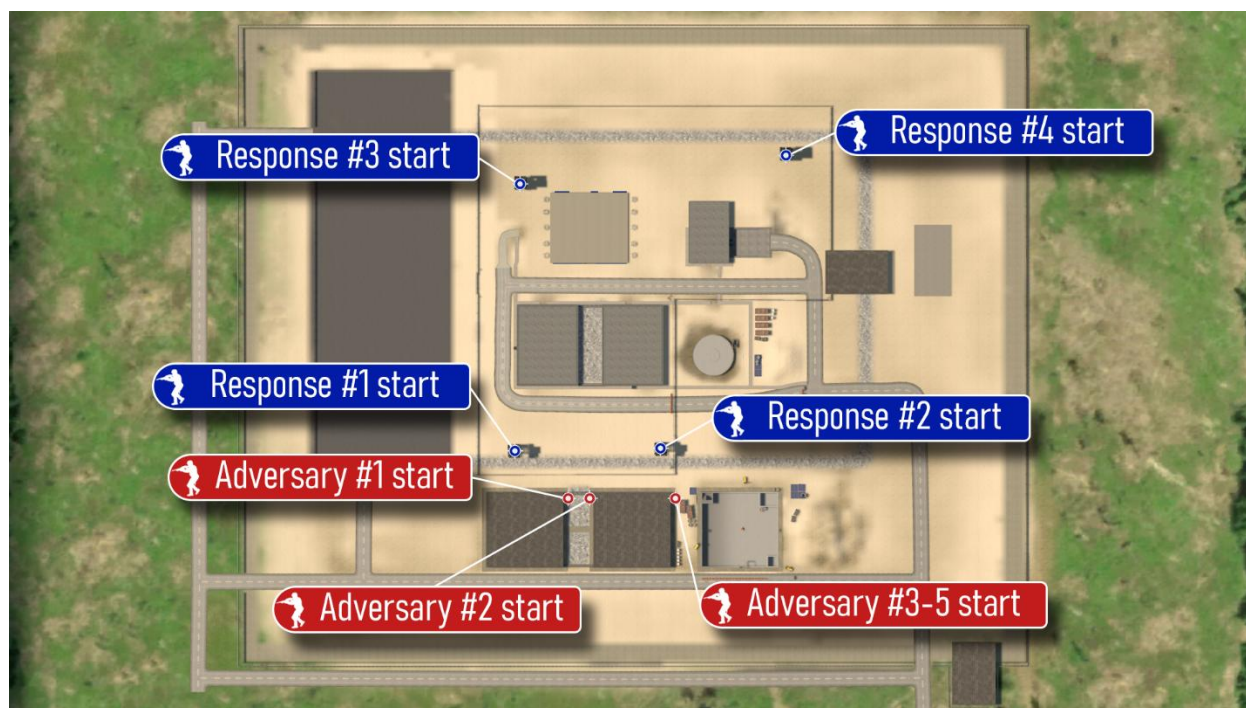 Response #4 start
Response #3 start
Response #1 start
Response #2 start
Adversary #1 start
Adversary #2 start
Adversary #3-5 start